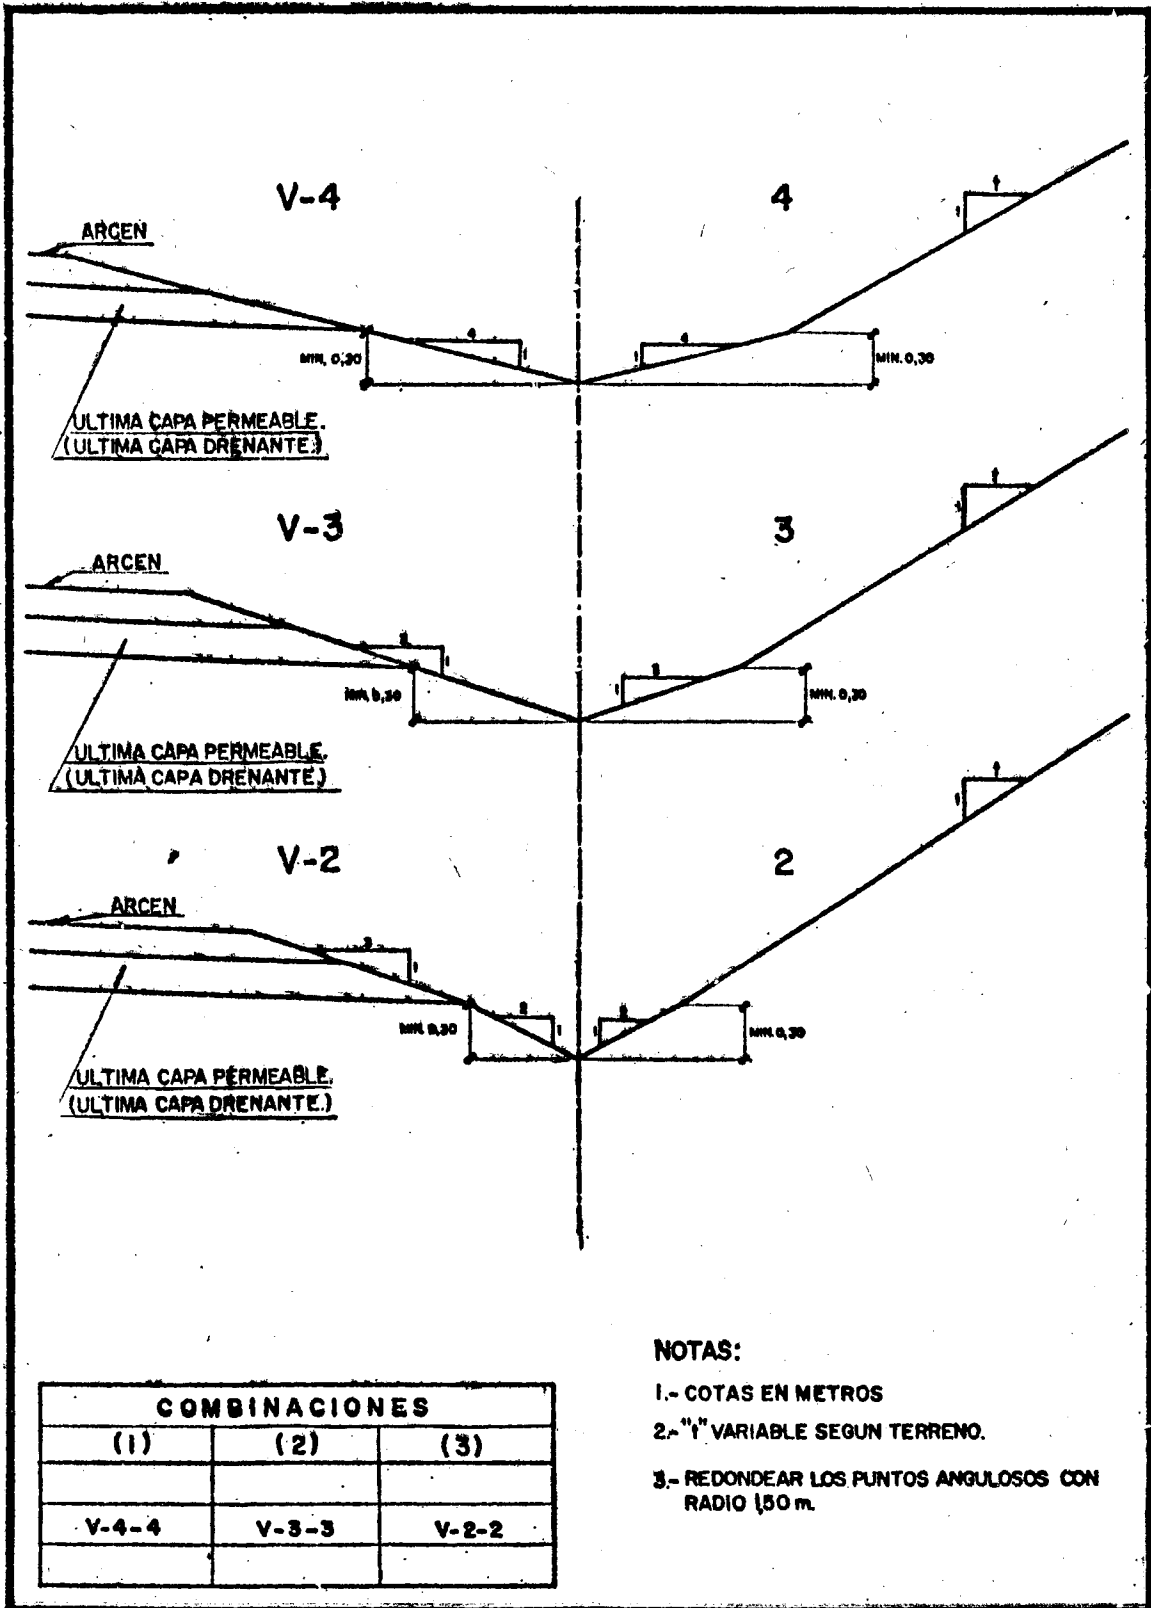 V-4
4
ARCEN
t
1
4
1
1
4
MIN. 0,30
MIN. 0,30
ULTIMA CAPA PERMEABLE.
(ULTIMA CAPA DRENANTE.)
V-3
3
ARCEN
t
3
1
1
3
MIN. 0,30
MIN. 0,30
ULTIMA CAPA PERMEABLE.
(ULTIMA CAPA DRENANTE.)
V-2
2
ARCEN
t
1
3
1
2
1
1
2
MIN. 0,30
MIN. 0,30
ULTIMA CAPA PERMEABLE.
(ULTIMA CAPA DRENANTE.)
COMBINACIONES
(1) (2) (3)
V-4-4 V-3-3 V-2-2
NOTAS:
1.- COTAS EN METROS
2.- "t" VARIABLE SEGUN TERRENO.
3.- REDONDEAR LOS PUNTOS ANGULOSOS CON
RADIO 1,50 m.